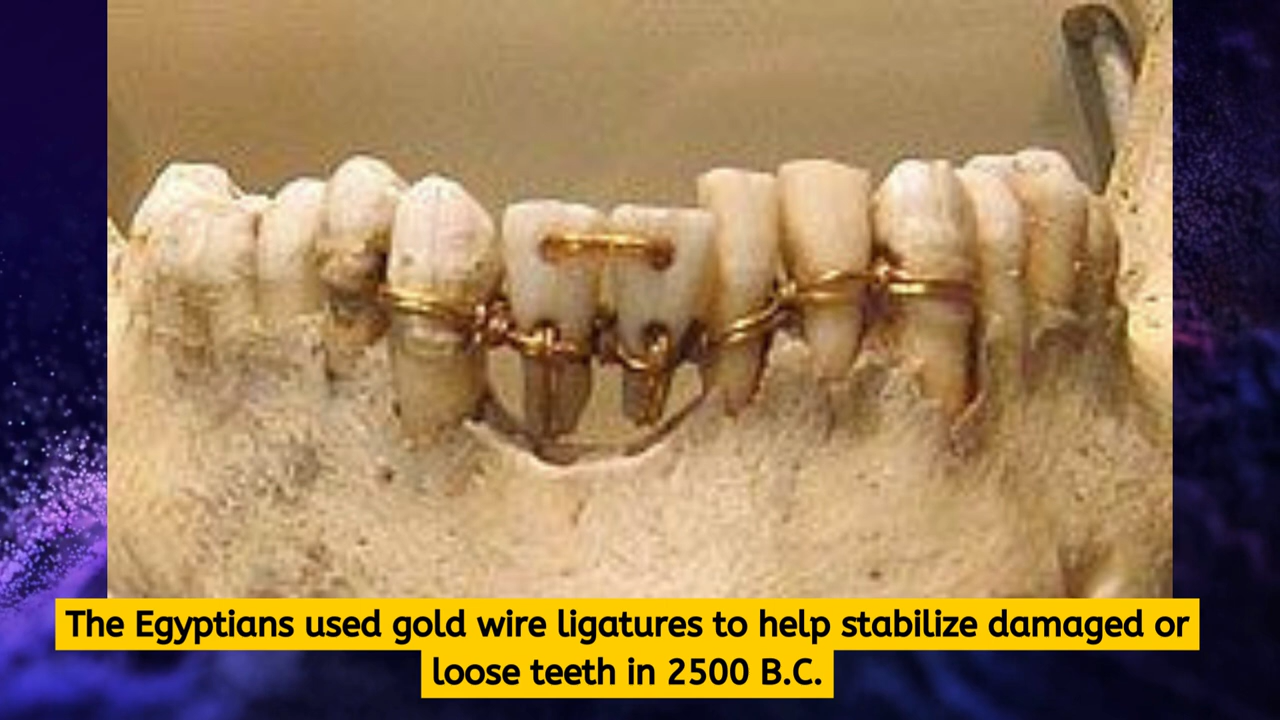 The Egyptians used gold wire ligatures to help stabilize damaged or
loose teeth in 2500 B.C.